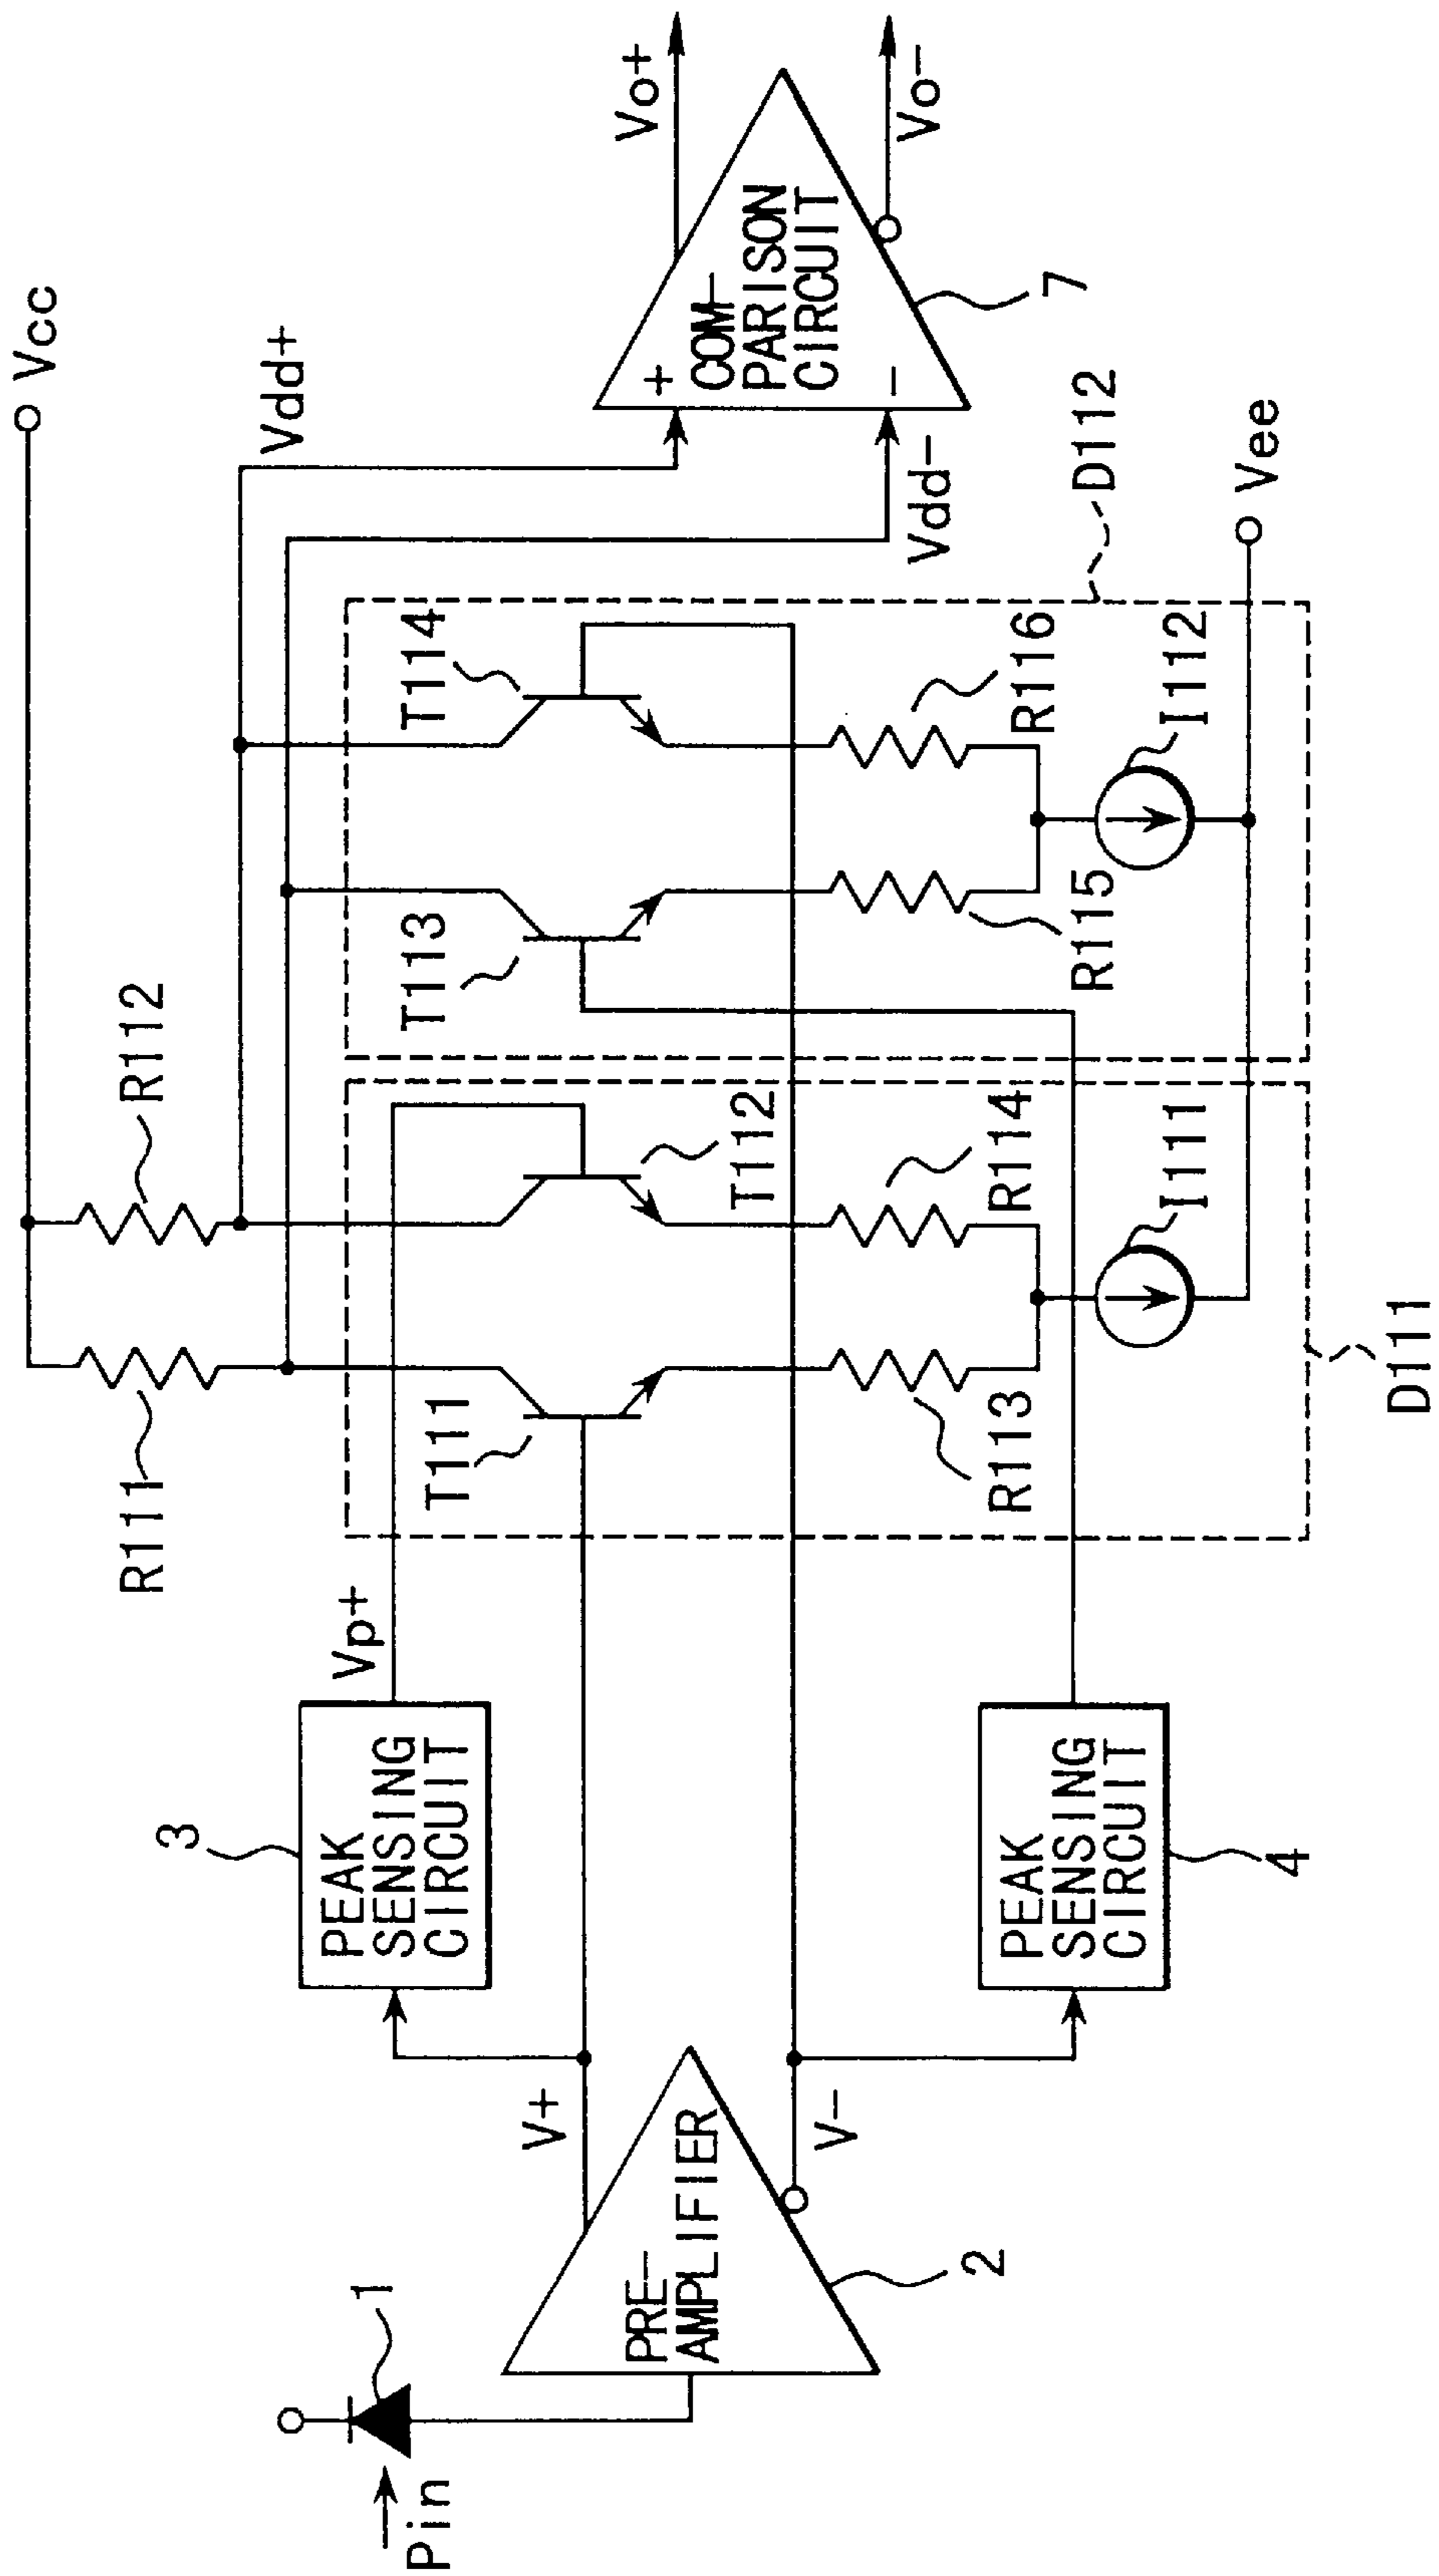 Vcc
R111
R112
Vdd+
3
PEAK
SENSING
CIRCUIT
Vp+
T111
T112
T113
T114
Vo+
1
Pin
V+
PRE-
AMPLIFIER
2
V-
+
COM-
PARISON
CIRCUIT
-
7
Vo-
Vdd-
D112
PEAK
SENSING
CIRCUIT
4
R113
R114
R115
R116
I111
I112
Vee
D111